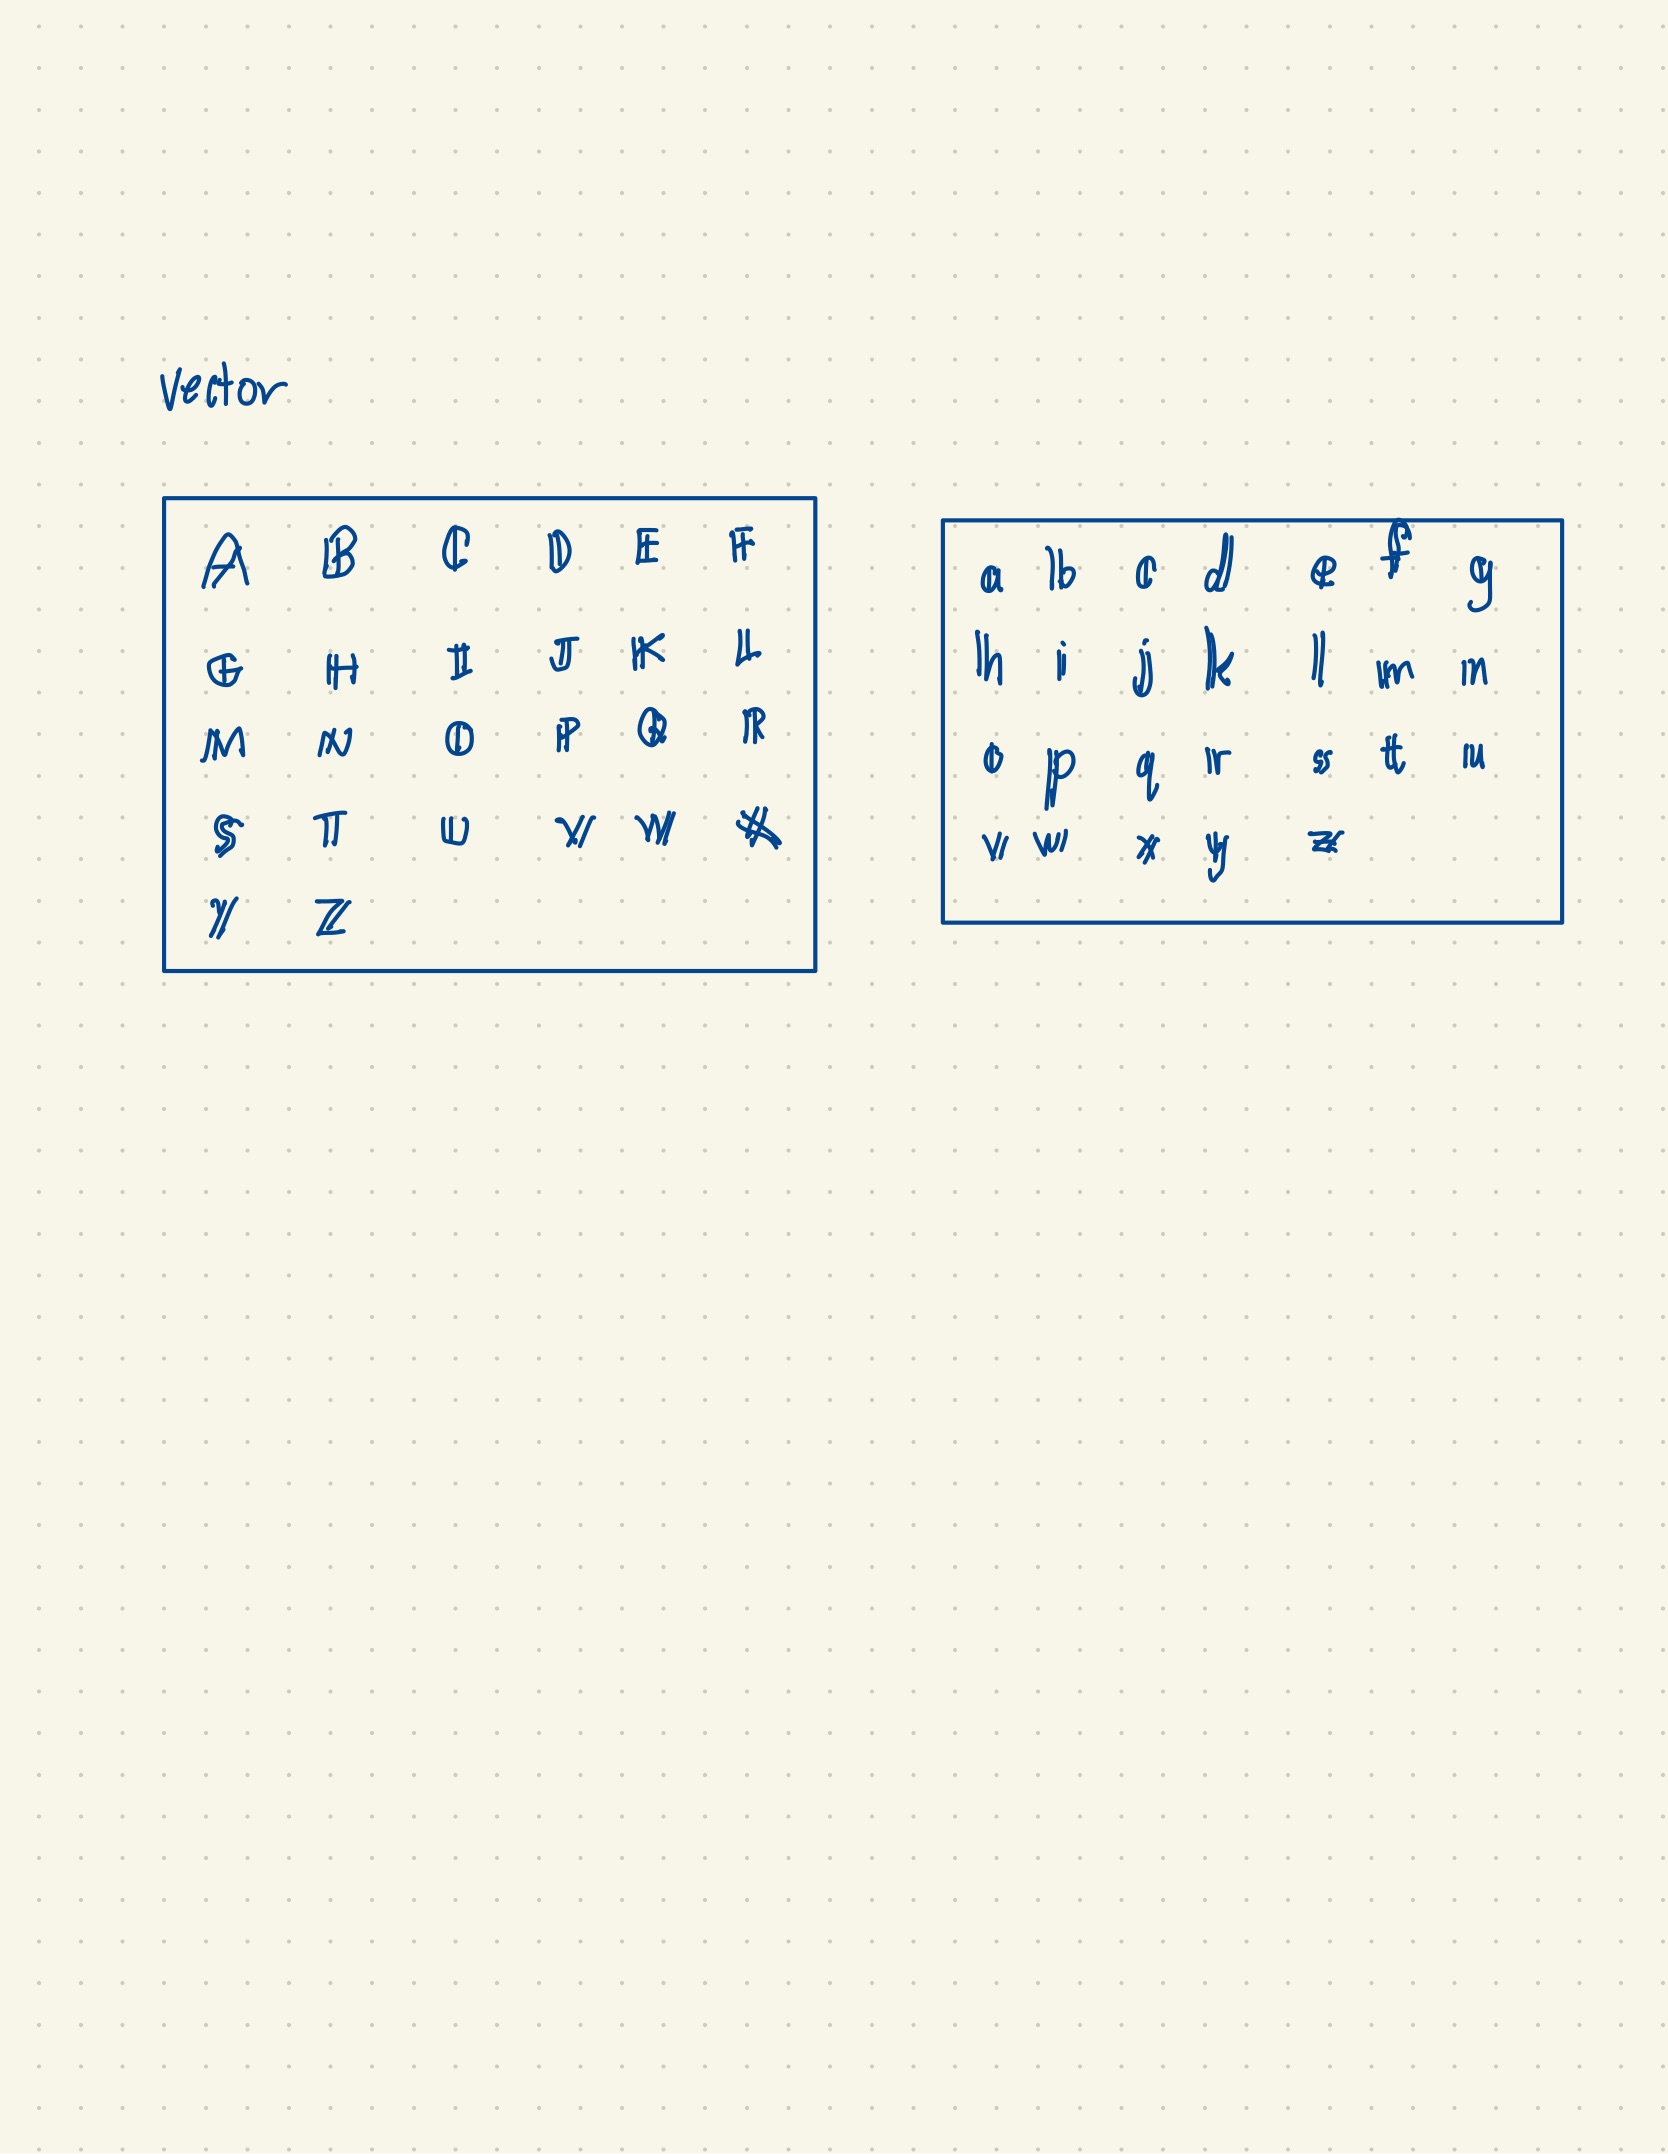 Vector
𝔸 𝔹 ℂ 𝔻 𝔼 𝔽
𝔾 ℍ 𝕀 𝕁 𝕂 𝕃
𝕄 ℕ 𝕆 ℙ ℚ ℝ
𝕊 𝕋 𝕌 𝕍 𝕎 𝕏
𝕐 ℤ
𝕒 𝕓 𝕔 𝕕 𝕖 𝕗 𝕘
𝕙 𝕚 𝕛 𝕜 𝕝 𝕞 𝕟
𝕠 𝕡 𝕢 𝕣 𝕤 𝕥 𝕦
𝕧 𝕨 𝕩 𝕪 𝕫